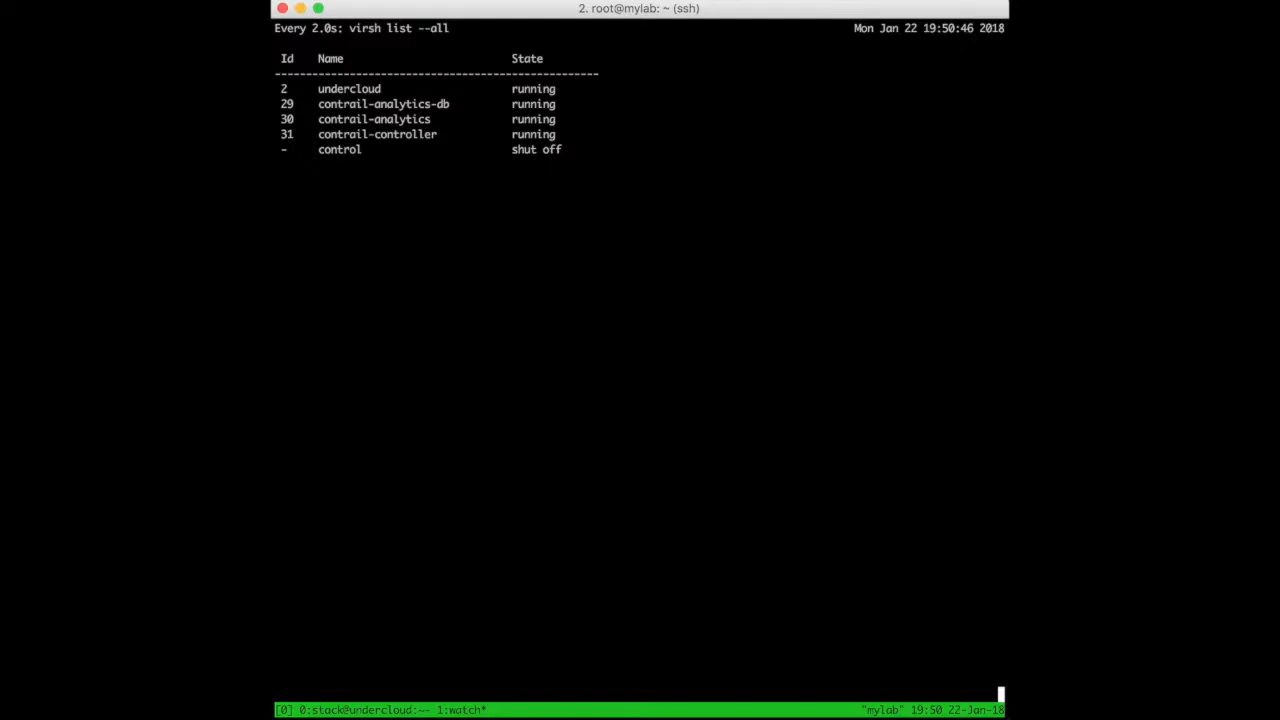 2. root@mylab: ~ (ssh)
Every 2.0s: virsh list --all Mon Jan 22 19:50:46 2018
Id Name State
----------------------------------------------------
2 undercloud running
29 contrail-analytics-db running
30 contrail-analytics running
31 contrail-controller running
- control shut off
[0] 0:stack@undercloud:~- 1:watch* "mylab" 19:50 22-Jan-18